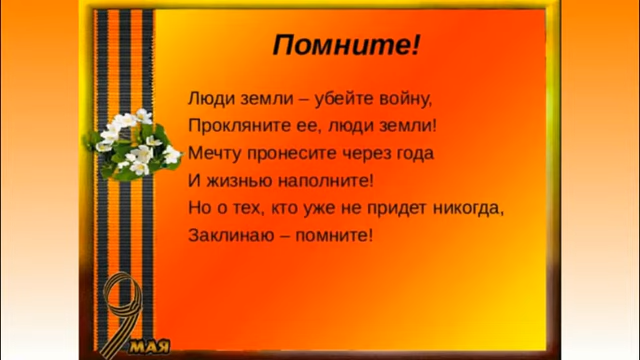 Помните!
Люди земли – убейте войну,
Прокляните ее, люди земли!
Мечту пронесите через года
И жизнью наполните!
Но о тех, кто уже не придет никогда,
Заклинаю – помните!
9
МАЯ